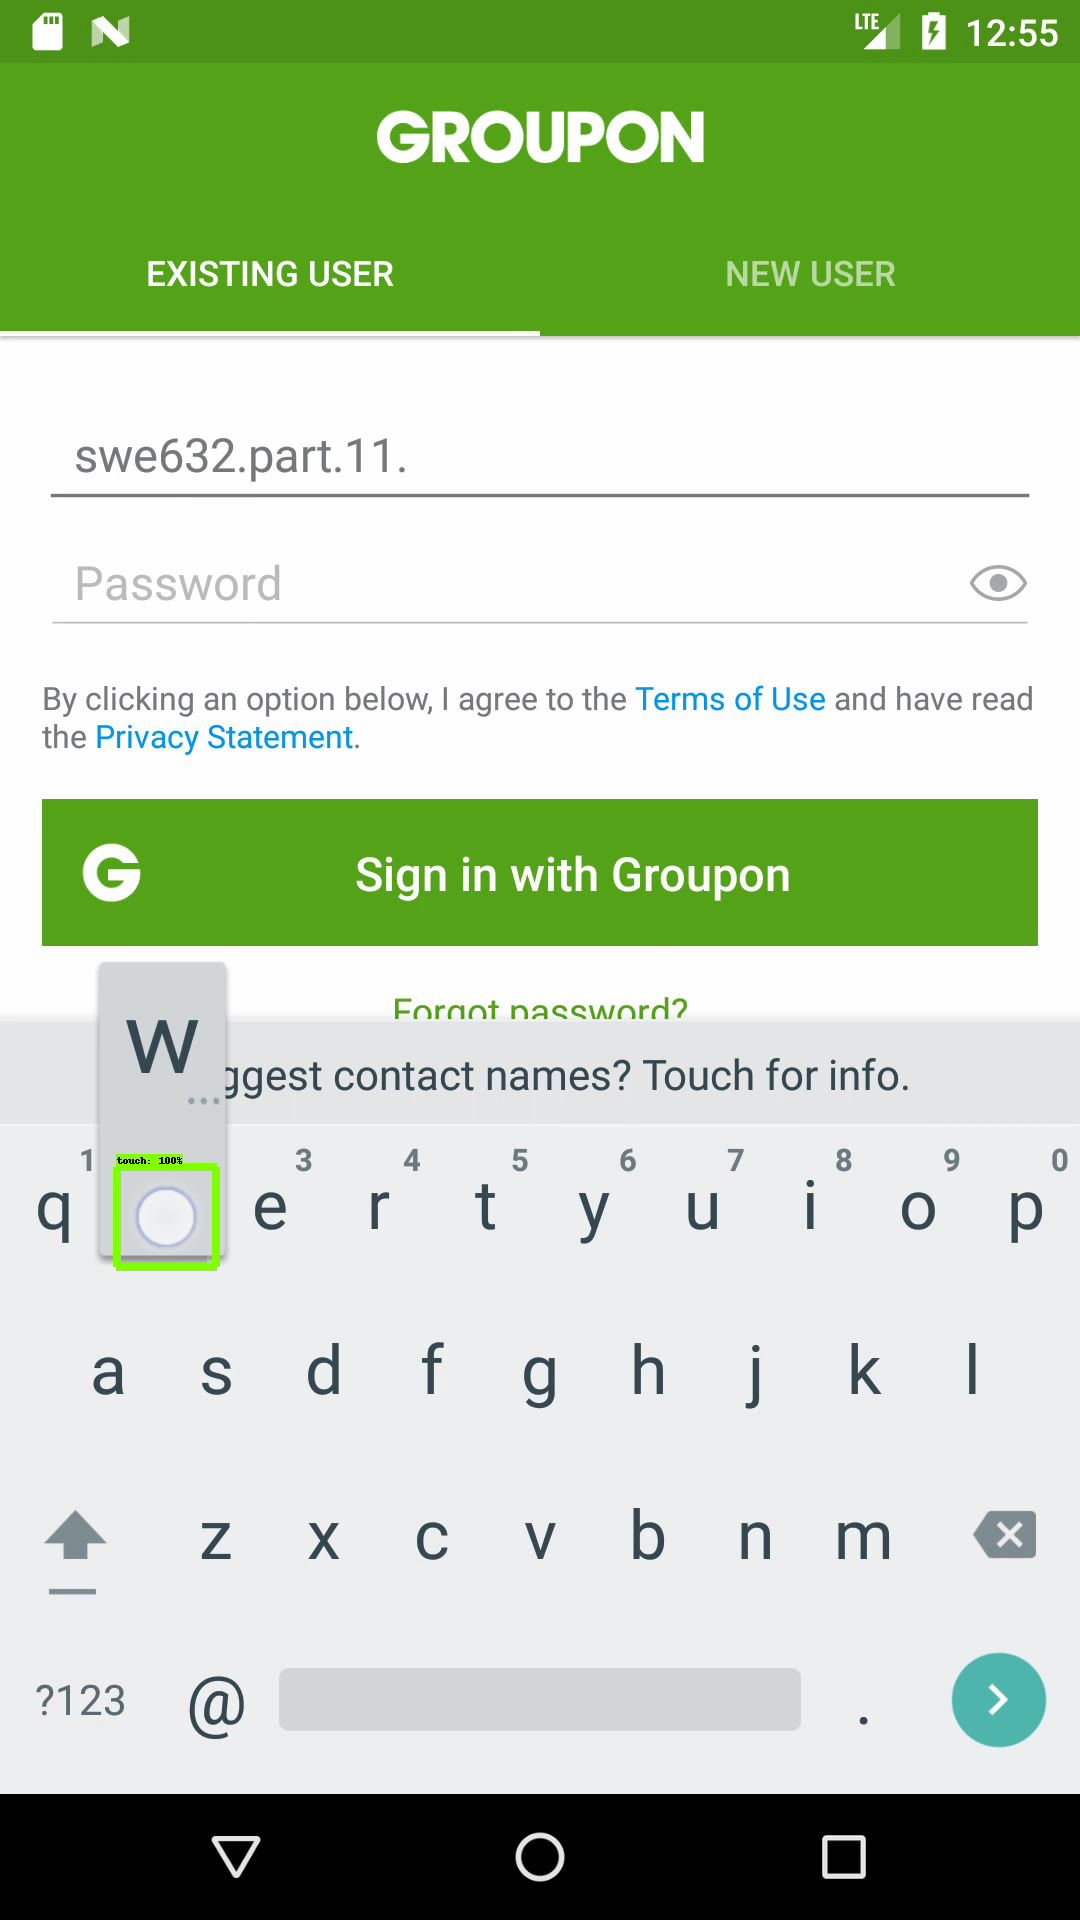 LTE 12:55
GROUPON
EXISTING USER NEW USER
swe632.part.11.
Password
By clicking an option below, I agree to the Terms of Use and have read
the Privacy Statement.
G Sign in with Groupon
Forgot password?
w
ggest contact names? Touch for info.
...
touch: 100%
1 3 4 5 6 7 8 9 0
q e r t y u i o p
a s d f g h j k l
z x c v b n m
?123 @ .